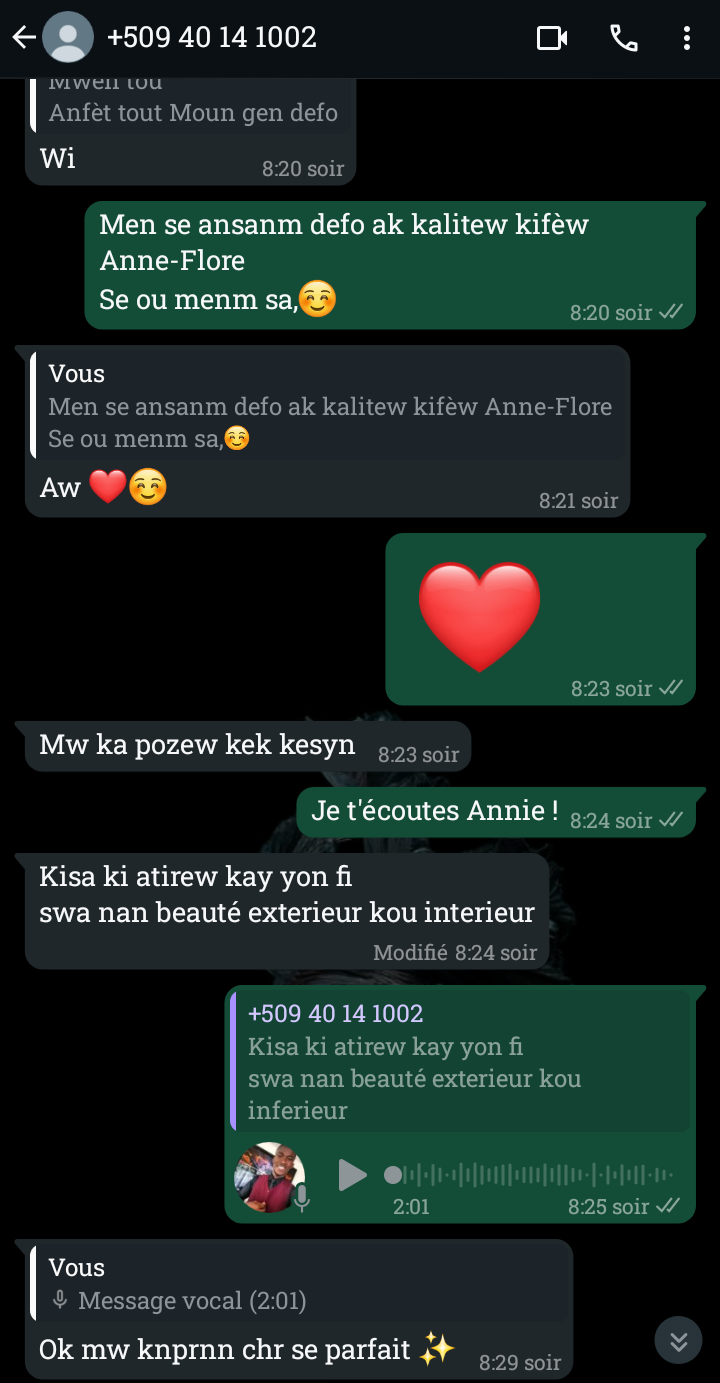 +509 40 14 1002
Mwen tou
Anfèt tout Moun gen defo
Wi
8:20 soir
Men se ansanm defo ak kalitew kifèw
Anne-Flore
Se ou menm sa,☺️
8:20 soir
Vous
Men se ansanm defo ak kalitew kifèw Anne-Flore
Se ou menm sa,☺️
Aw ❤️☺️
8:21 soir
❤️
8:23 soir
Mw ka pozew kek kesyn 8:23 soir
Je t'écoutes Annie ! 8:24 soir
Kisa ki atirew kay yon fi
swa nan beauté exterieur kou interieur
Modifié 8:24 soir
+509 40 14 1002
Kisa ki atirew kay yon fi
swa nan beauté exterieur kou
inferieur
2:01 8:25 soir
Vous
Message vocal (2:01)
Ok mw knprnn chr se parfait ✨ 8:29 soir